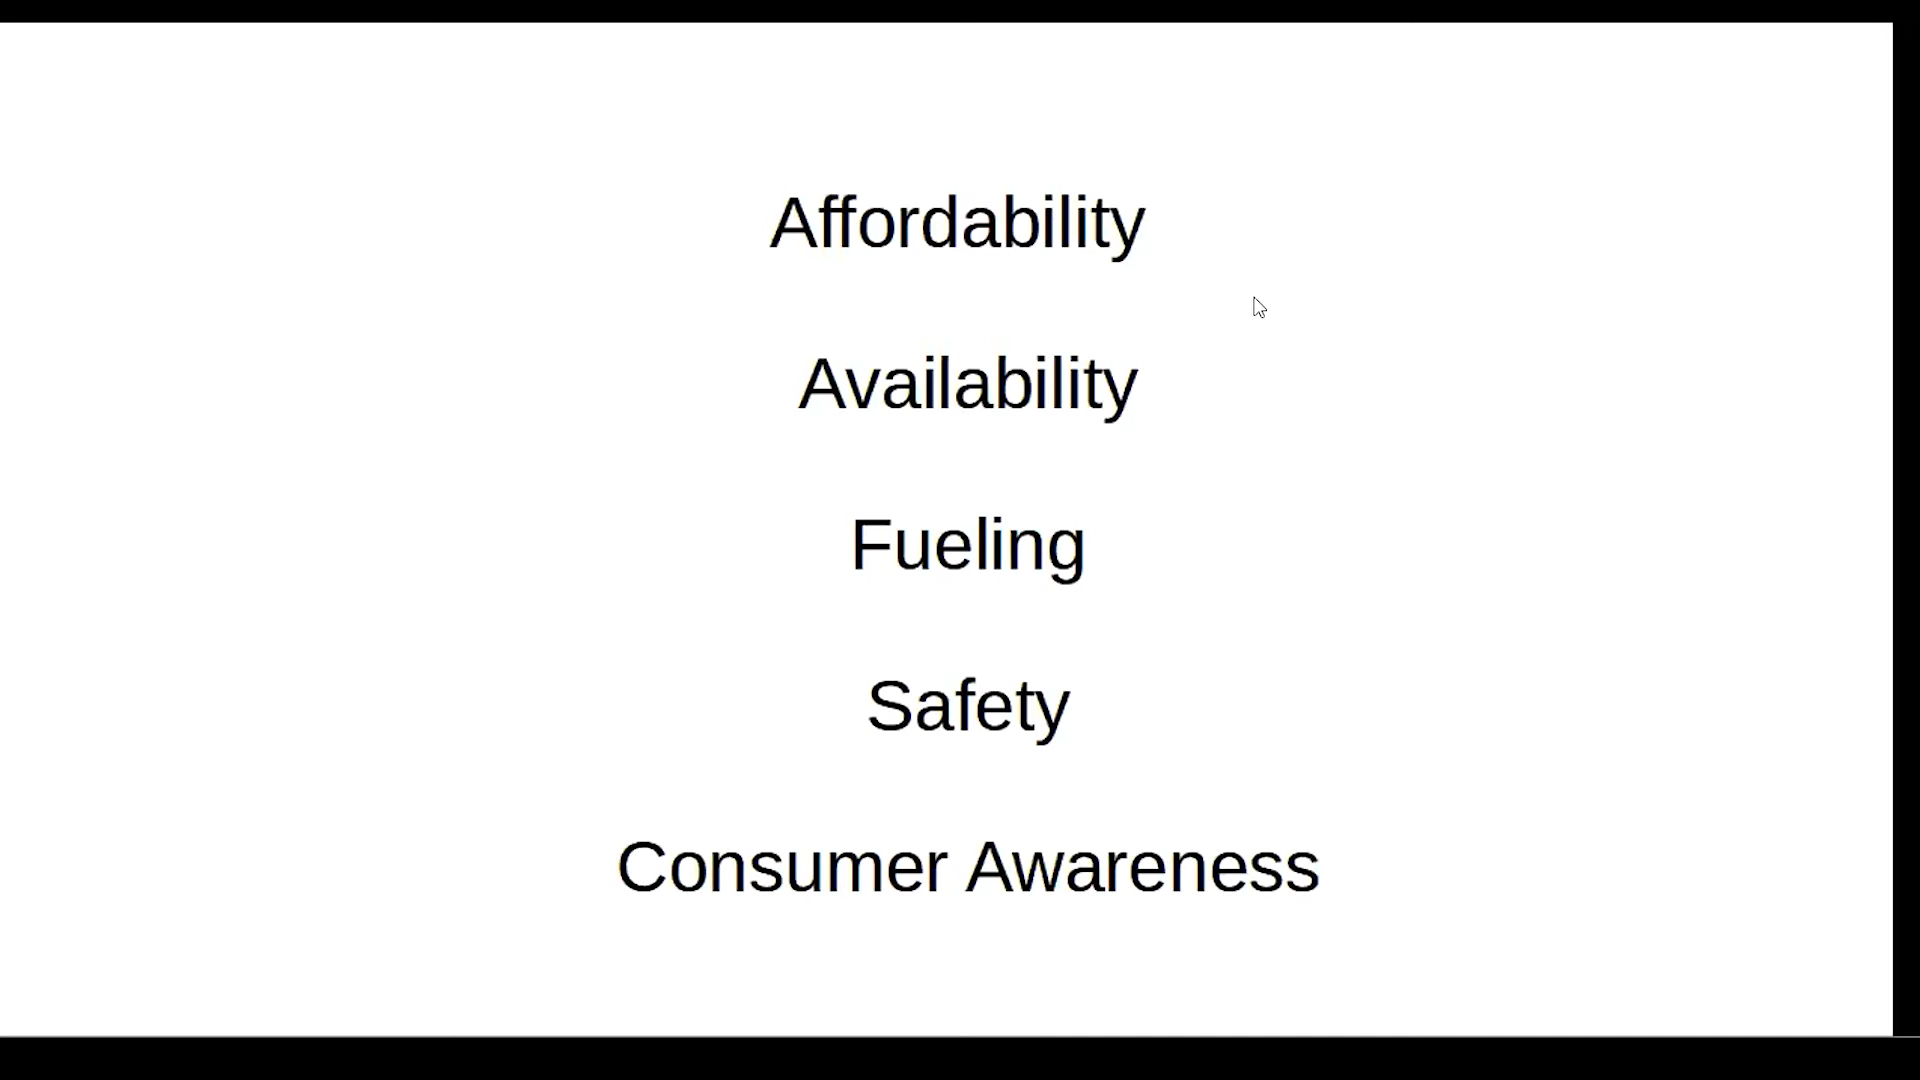 Affordability
Availability
Fueling
Safety
Consumer Awareness